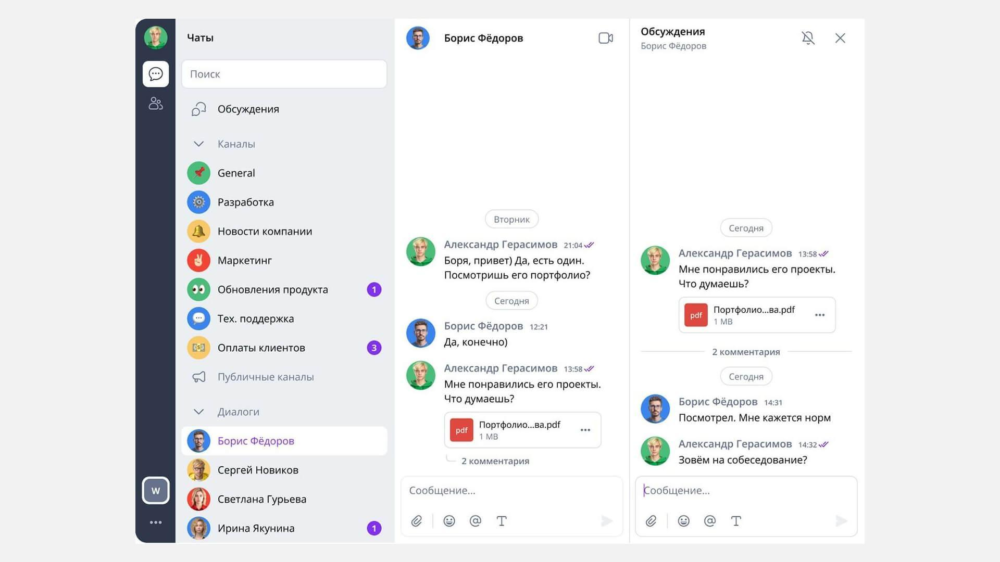 Чаты
Поиск
Обсуждения
Каналы
General
Разработка
Новости компании
Маркетинг
Обновления продукта 1
Тех. поддержка
Оплаты клиентов 3
Публичные каналы
Диалоги
Борис Фёдоров
Сергей Новиков
Светлана Гурьева
Ирина Якунина 1
W
Борис Фёдоров
Вторник
Александр Герасимов 21:04
Боря, привет) Да, есть один.
Посмотришь его портфолио?
Сегодня
Борис Фёдоров 12:21
Да, конечно)
Александр Герасимов 13:58
Мне понравились его проекты.
Что думаешь?
pdf
Портфолио...ва.pdf
1 MB
2 комментария
Сообщение...
Обсуждения
Борис Фёдоров
Сегодня
Александр Герасимов 13:58
Мне понравились его проекты.
Что думаешь?
pdf
Портфолио...ва.pdf
1 MB
2 комментария
Сегодня
Борис Фёдоров 14:31
Посмотрел. Мне кажется норм
Александр Герасимов 14:32
Зовём на собеседование?
Сообщение...